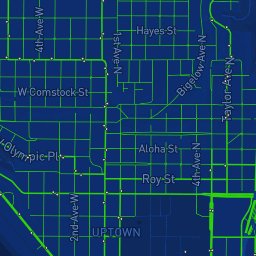 Hayes St
4th Ave W
1st Ave N
Bigelow Ave N
Taylor Ave N
W Comstock St
Olympic Pl
Aloha St
Roy St
4th Ave N
2nd Ave W
UPTOWN